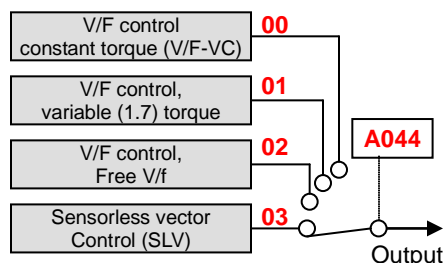 V/F control
constant torque (V/F-VC)
00
V/F control,
variable (1.7) torque
01
A044
V/F control,
Free V/f
02
Sensorless vector
Control (SLV)
03
Output